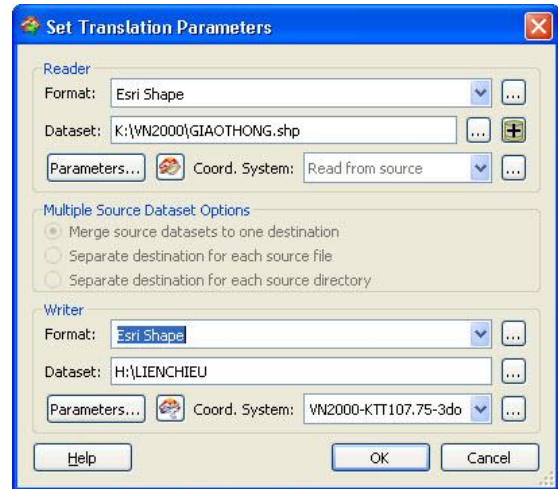 Set Translation Parameters
Reader
Format: Esri Shape ...
Dataset: K:\VN2000\GIAOTHONG.shp ...
Parameters... Coord. System: Read from source ...
Multiple Source Dataset Options
Merge source datasets to one destination
Separate destination for each source file
Separate destination for each source directory
Writer
Format: Esri Shape ...
Dataset: H:\LIENCHIEU ...
Parameters... Coord. System: VN2000-KTT107.75-3do ...
Help OK Cancel